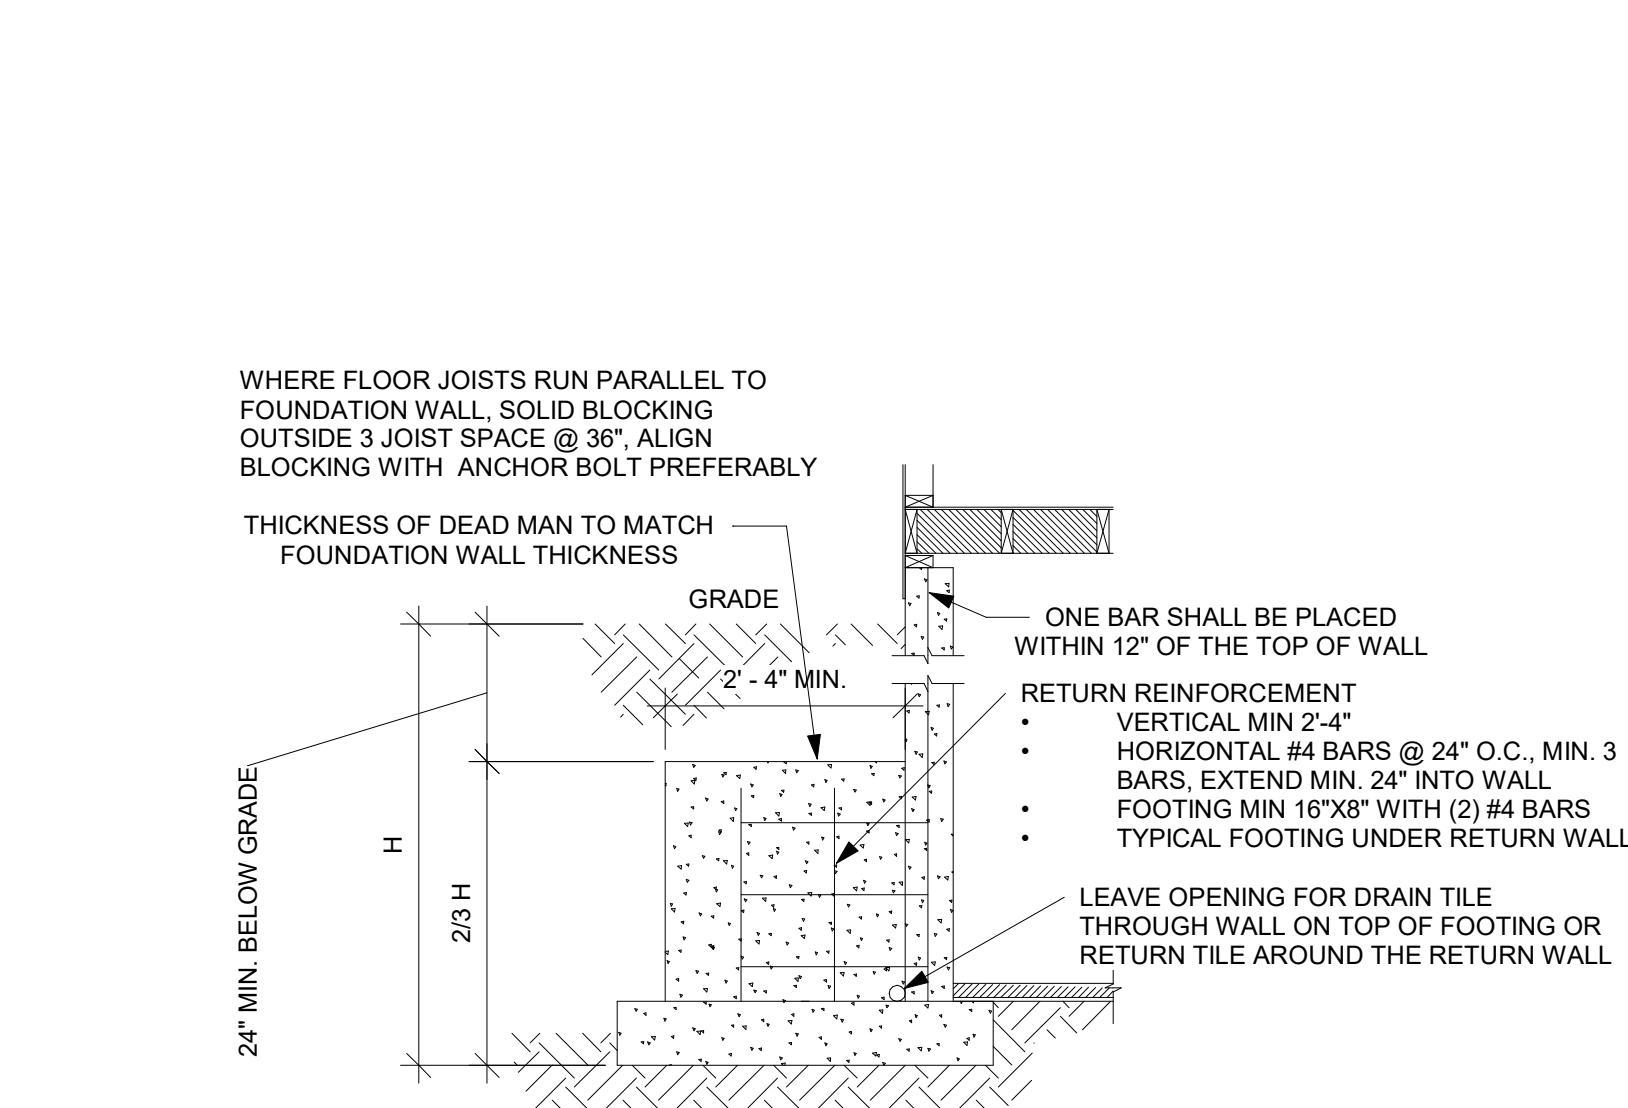 WHERE FLOOR JOISTS RUN PARALLEL TO
FOUNDATION WALL, SOLID BLOCKING
OUTSIDE 3 JOIST SPACE @ 36", ALIGN
BLOCKING WITH ANCHOR BOLT PREFERABLY
THICKNESS OF DEAD MAN TO MATCH
FOUNDATION WALL THICKNESS
GRADE
ONE BAR SHALL BE PLACED
WITHIN 12" OF THE TOP OF WALL
2' - 4" MIN.
RETURN REINFORCEMENT
• VERTICAL MIN 2'-4"
• HORIZONTAL #4 BARS @ 24" O.C., MIN. 3
BARS, EXTEND MIN. 24" INTO WALL
• FOOTING MIN 16"X8" WITH (2) #4 BARS
• TYPICAL FOOTING UNDER RETURN WALL
LEAVE OPENING FOR DRAIN TILE
THROUGH WALL ON TOP OF FOOTING OR
RETURN TILE AROUND THE RETURN WALL
24" MIN. BELOW GRADE
H
2/3 H